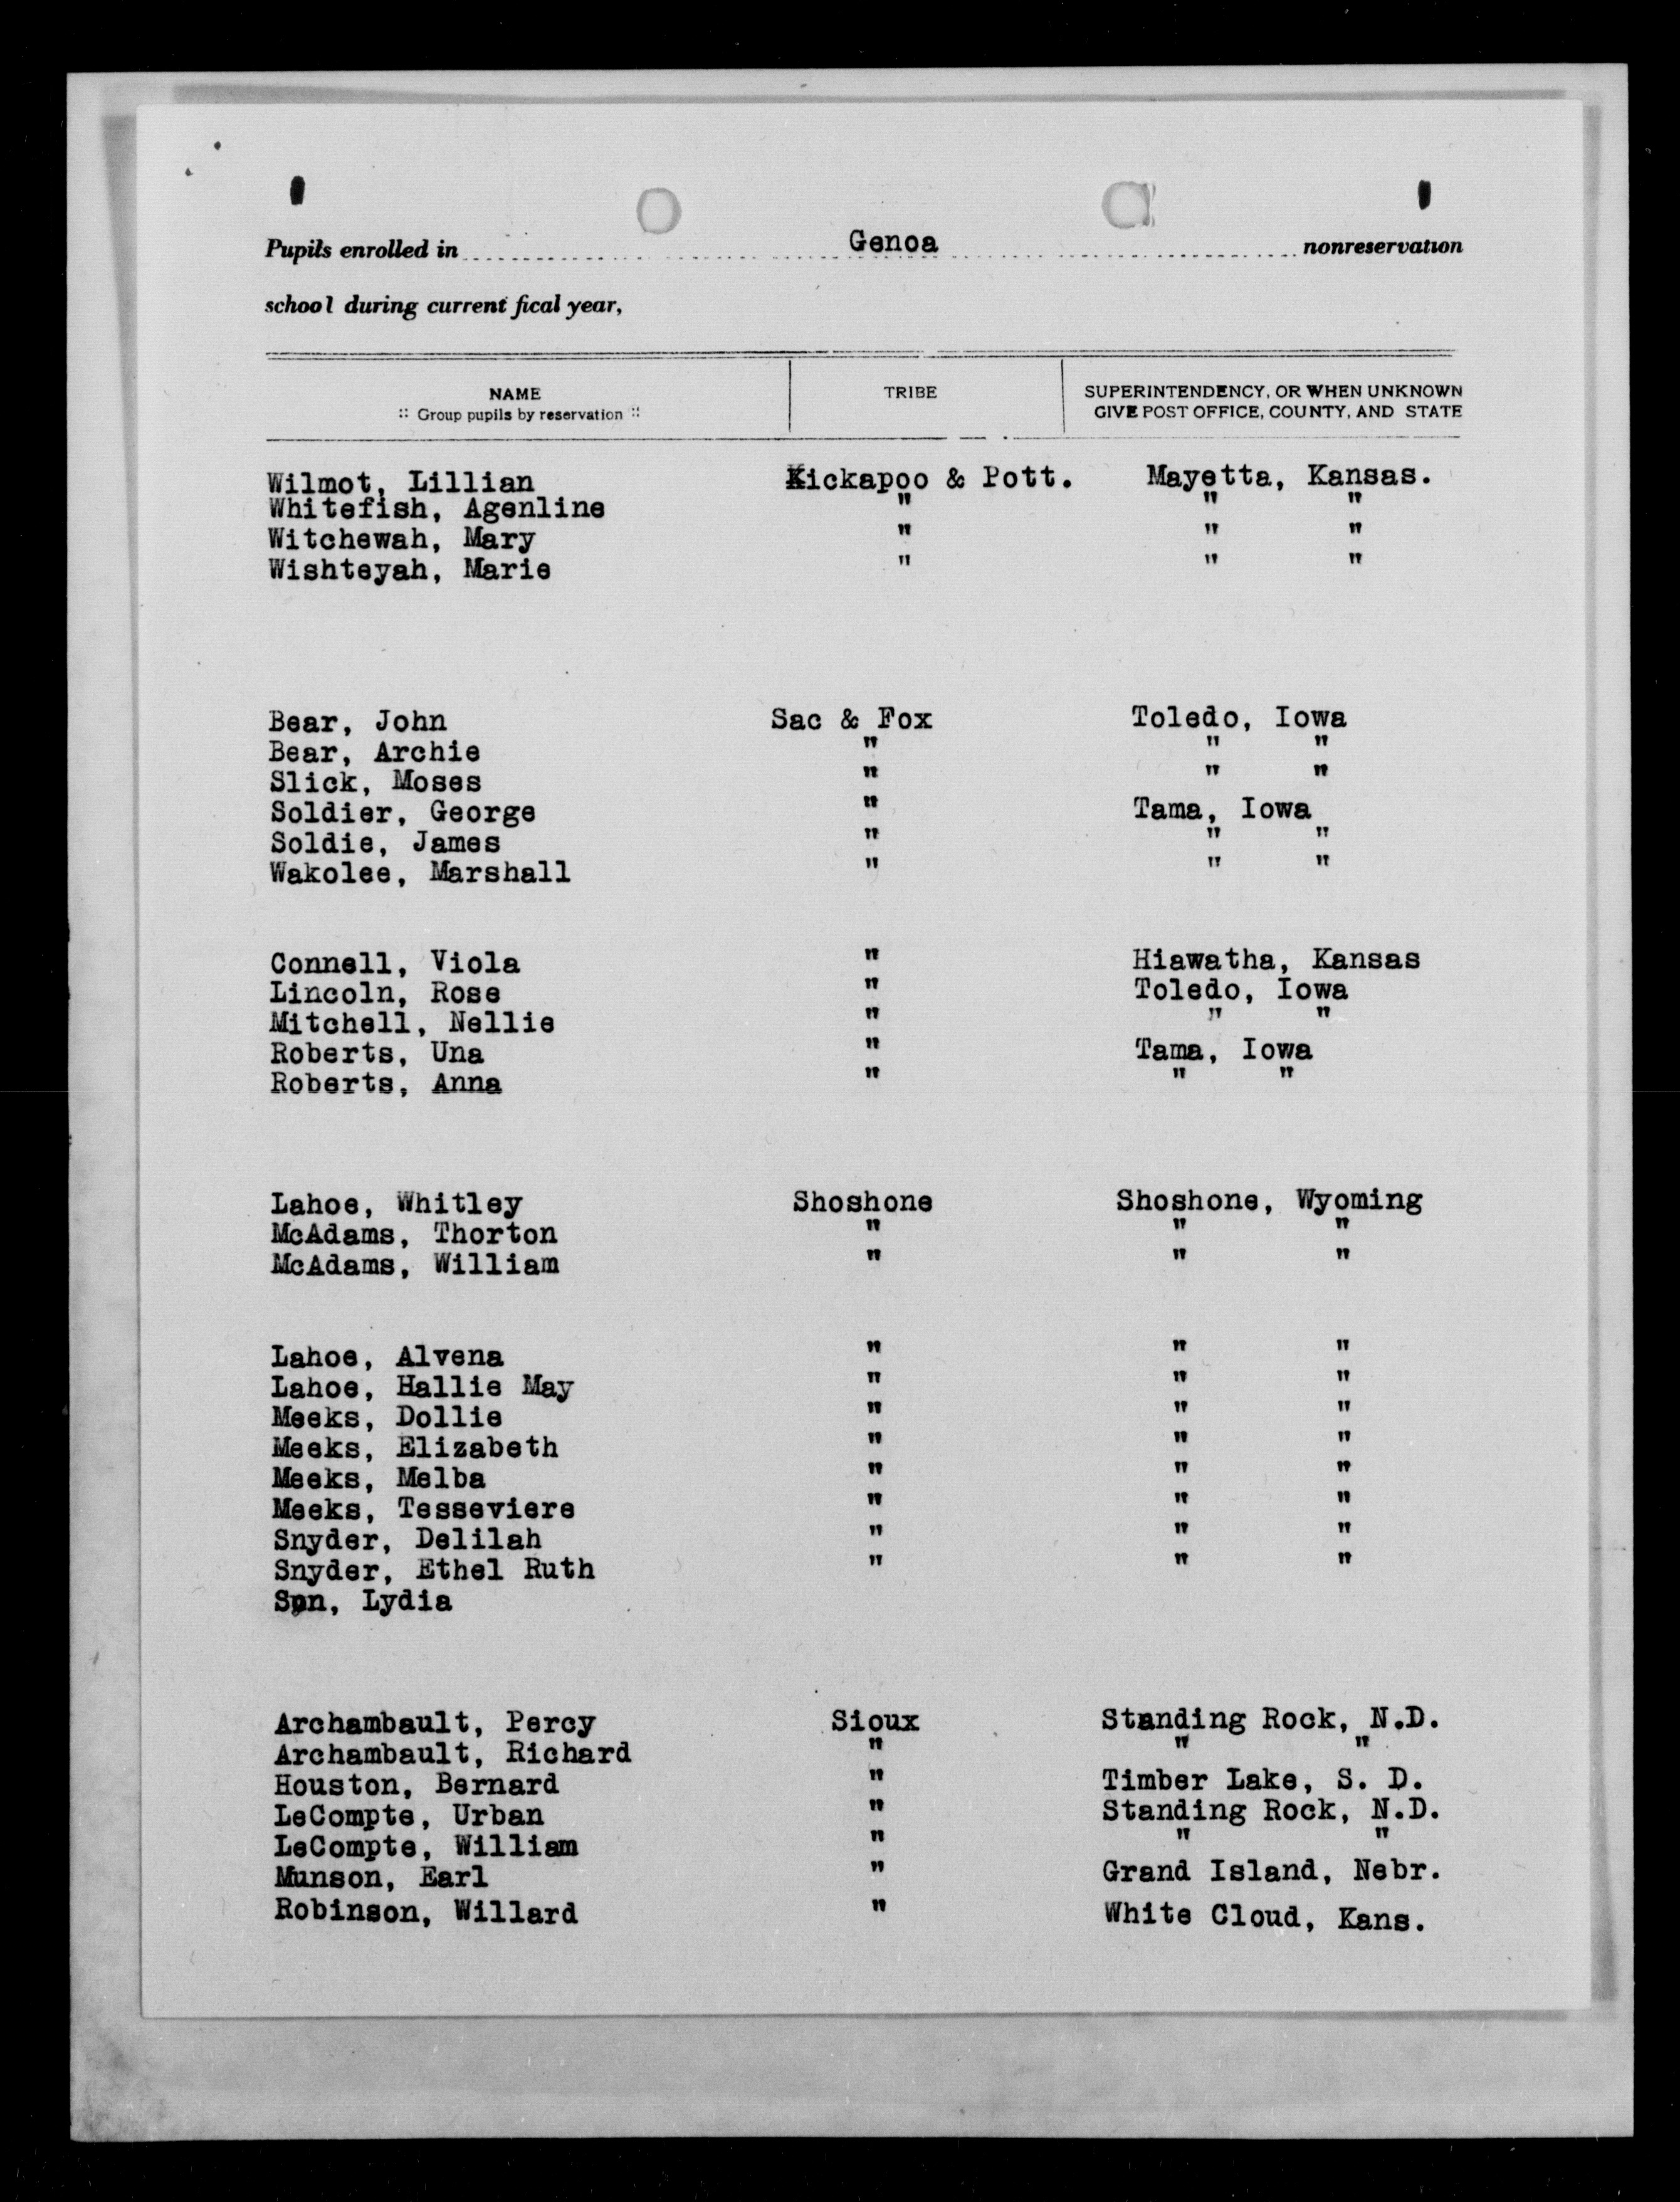 Pupils enrolled in Genoa nonreservation
school during current fical year,
NAME TRIBE SUPERINTENDENCY, OR WHEN UNKNOWN
:: Group pupils by reservation :: GIVE POST OFFICE, COUNTY, AND STATE
Wilmot, Lillian Kickapoo & Pott. Mayetta, Kansas.
Whitefish, Agenline " " "
Witchewah, Mary " " "
Wishteyah, Marie " " "
Bear, John Sac & Fox Toledo, Iowa
Bear, Archie " " "
Slick, Moses " " "
Soldier, George " Tama, Iowa
Soldie, James " " "
Wakolee, Marshall " " "
Connell, Viola " Hiawatha, Kansas
Lincoln, Rose " Toledo, Iowa
Mitchell, Nellie " " "
Roberts, Una " Tama, Iowa
Roberts, Anna " " "
Lahoe, Whitley Shoshone Shoshone, Wyoming
McAdams, Thorton " " "
McAdams, William " " "
Lahoe, Alvena " " "
Lahoe, Hallie May " " "
Meeks, Dollie " " "
Meeks, Elizabeth " " "
Meeks, Melba " " "
Meeks, Tesseviere " " "
Snyder, Delilah " " "
Snyder, Ethel Ruth " " "
Lydia
Archambault, Percy Sioux Standing Rock, N.D.
Archambault, Richard " " "
Houston, Bernard " Timber Lake, S. D.
LeCompte, Urban " Standing Rock, N.D.
LeCompte, William " " "
Munson, Earl " Grand Island, Nebr.
Robinson, Willard " White Cloud, Kans.